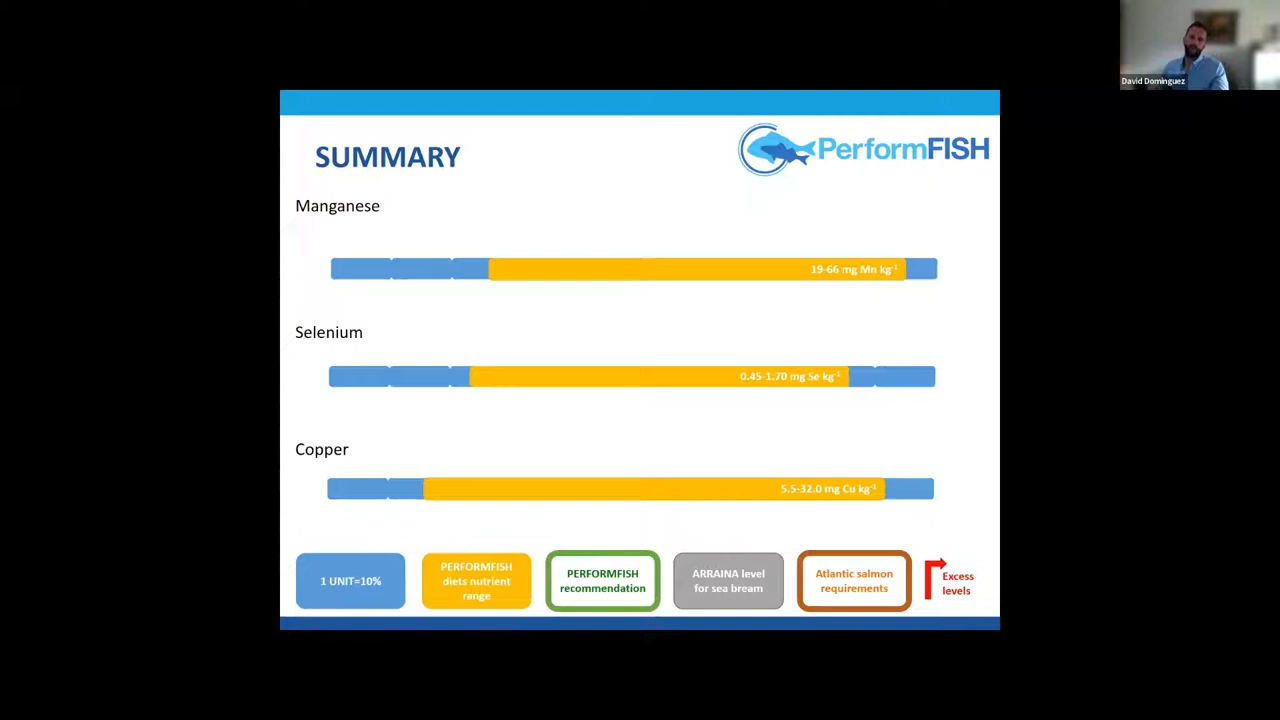 David Dominguez
SUMMARY
PerformFISH
Manganese
19-66 mg Mn kg⁻¹
Selenium
0.45-1.70 mg Se kg⁻¹
Copper
5.5-32.0 mg Cu kg⁻¹
1 UNIT=10%
PERFORMFISH
diets nutrient
range
PERFORMFISH
recommendation
ARRAINA level
for sea bream
Atlantic salmon
requirements
Excess
levels